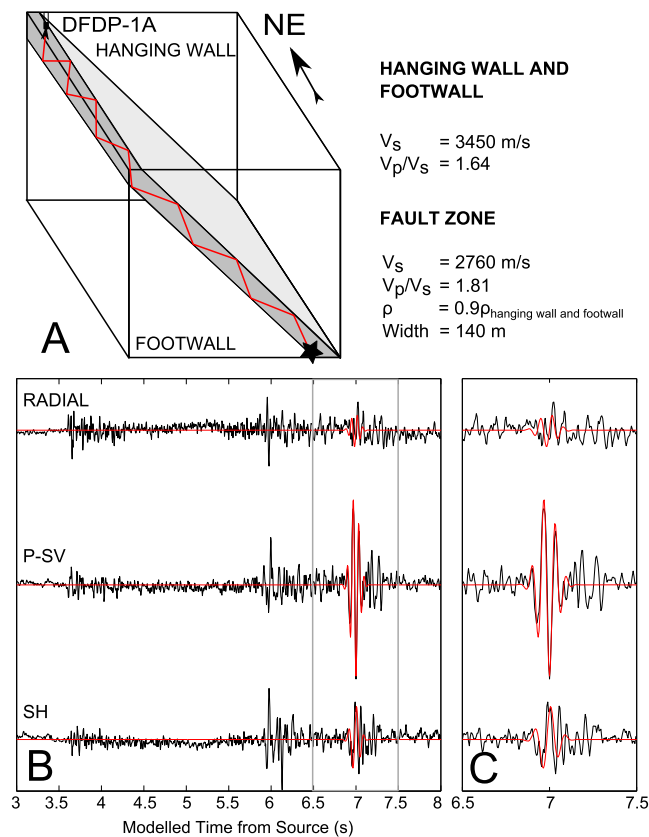 DFDP-1A
NE
HANGING WALL
A
FOOTWALL
HANGING WALL AND
FOOTWALL
Vs = 3450 m/s
Vp/Vs = 1.64
FAULT ZONE
Vs = 2760 m/s
Vp/Vs = 1.81
ρ = 0.9ρhanging wall and footwall
Width = 140 m
RADIAL
P-SV
SH
B
C
3 3.5 4 4.5 5 5.5 6 6.5 7 7.5 8
6.5 7 7.5
Modelled Time from Source (s)